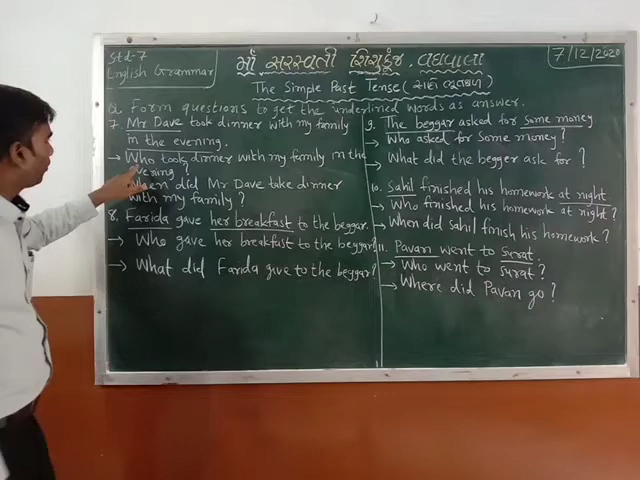 Std-7
English Grammar
માઁ સરસ્વતી શિશુકુંજ, વઘવાલા
7/12/2020
The Simple Past Tense (સાદો ભૂતકાળ)
Q. Form questions to get the underlined words as answer.
7. Mr Dave took dinner with my family
in the evening.
→ Who took dinner with my family in the
evening?
When did Mr Dave take dinner
with my family?
8. Farida gave her breakfast to the beggar.
→ Who gave her breakfast to the beggar?
→ What did Farida give to the beggar?
9. The beggar asked for some money
→ Who asked for some money?
→ What did the begger ask for?
10. Sahil finished his homework at night
→ Who finished his homework at night?
→ When did Sahil finish his homework?
11. Pavan went to Surat.
→ Who went to Surat?
→ Where did Pavan go?